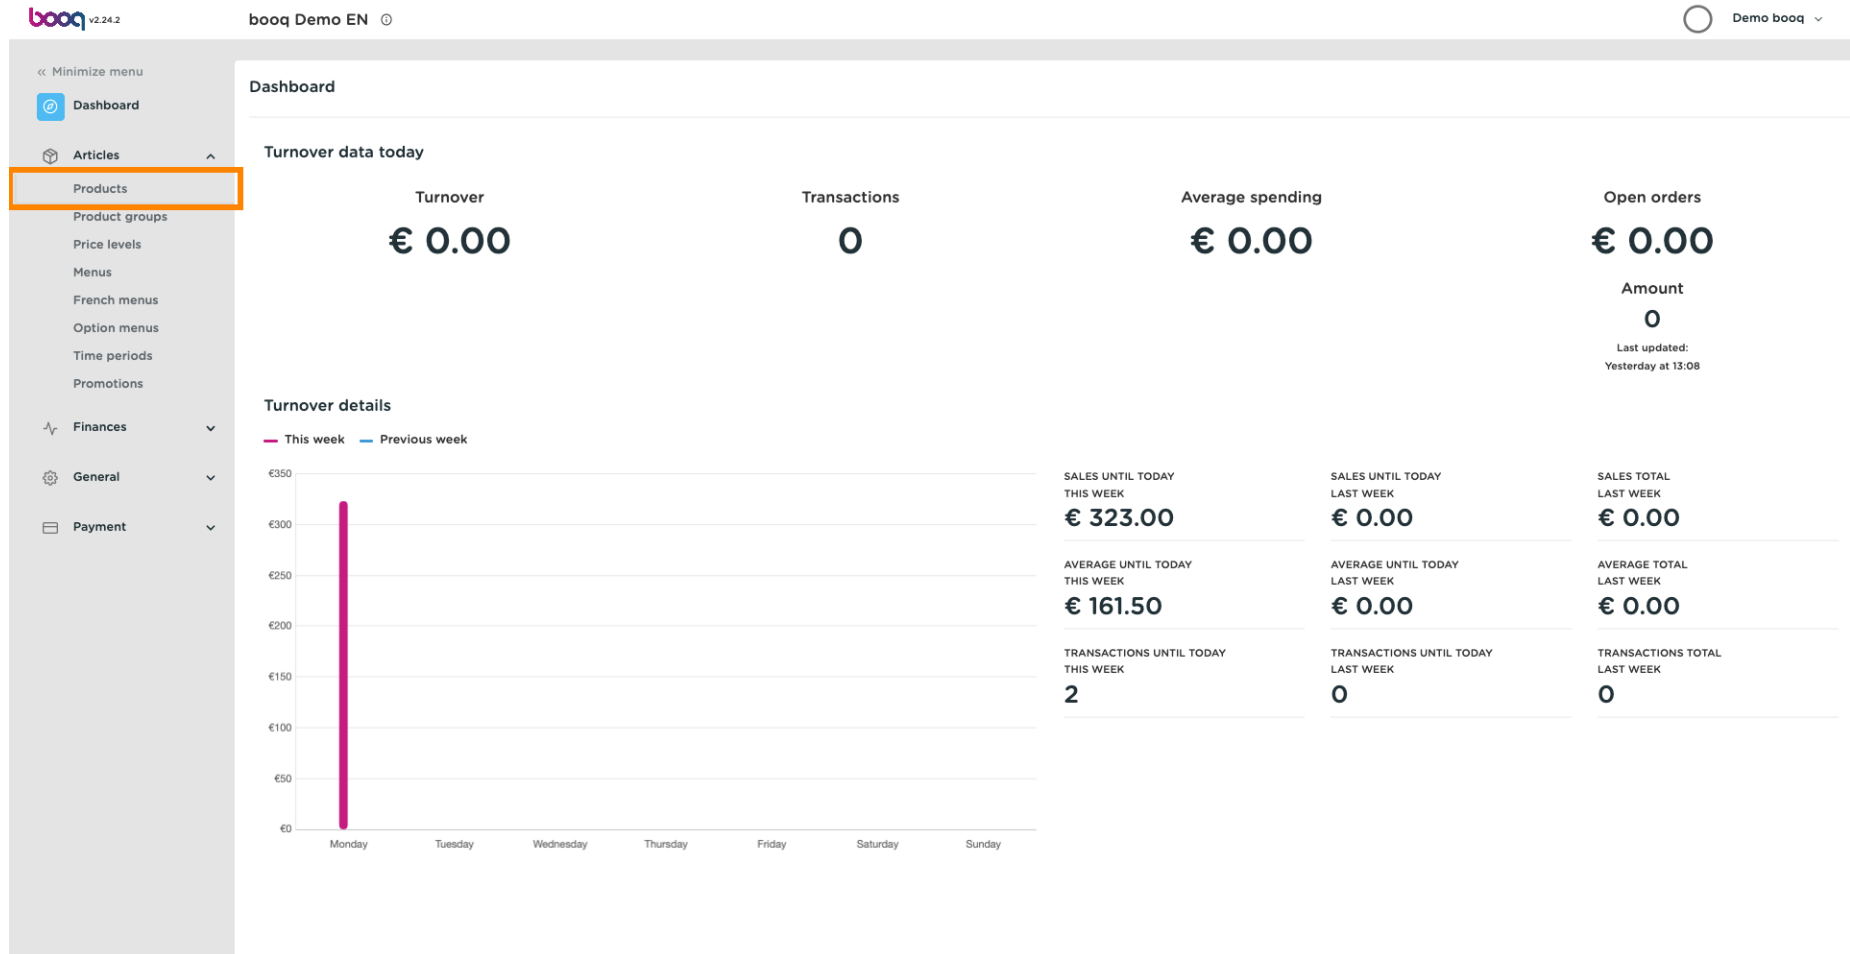 booq v2.24.2
booq Demo EN
Demo booq
Minimize menu
Dashboard
Articles
Products
Product groups
Price levels
Menus
French menus
Option menus
Time periods
Promotions
Finances
General
Payment
Dashboard
Turnover data today
Turnover
€ 0.00
Transactions
0
Average spending
€ 0.00
Open orders
€ 0.00
Amount
0
Last updated:
Yesterday at 13:08
Turnover details
This week Previous week
€350
€300
€250
€200
€150
€100
€50
€0
Monday Tuesday Wednesday Thursday Friday Saturday Sunday
SALES UNTIL TODAY
THIS WEEK
€ 323.00
SALES UNTIL TODAY
LAST WEEK
€ 0.00
SALES TOTAL
LAST WEEK
€ 0.00
AVERAGE UNTIL TODAY
THIS WEEK
€ 161.50
AVERAGE UNTIL TODAY
LAST WEEK
€ 0.00
AVERAGE TOTAL
LAST WEEK
€ 0.00
TRANSACTIONS UNTIL TODAY
THIS WEEK
2
TRANSACTIONS UNTIL TODAY
LAST WEEK
0
TRANSACTIONS TOTAL
LAST WEEK
0